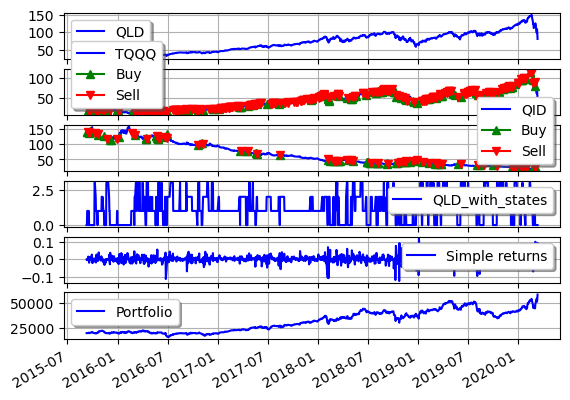 150
100
50
QLD
TQQQ
Buy
Sell
100
50
QID
Buy
Sell
150
100
50
2.5
0.0
QLD_with_states
0.1
0.0
−0.1
Simple returns
50000
25000
Portfolio
2015-07
2016-01
2016-07
2017-01
2017-07
2018-01
2018-07
2019-01
2019-07
2020-01